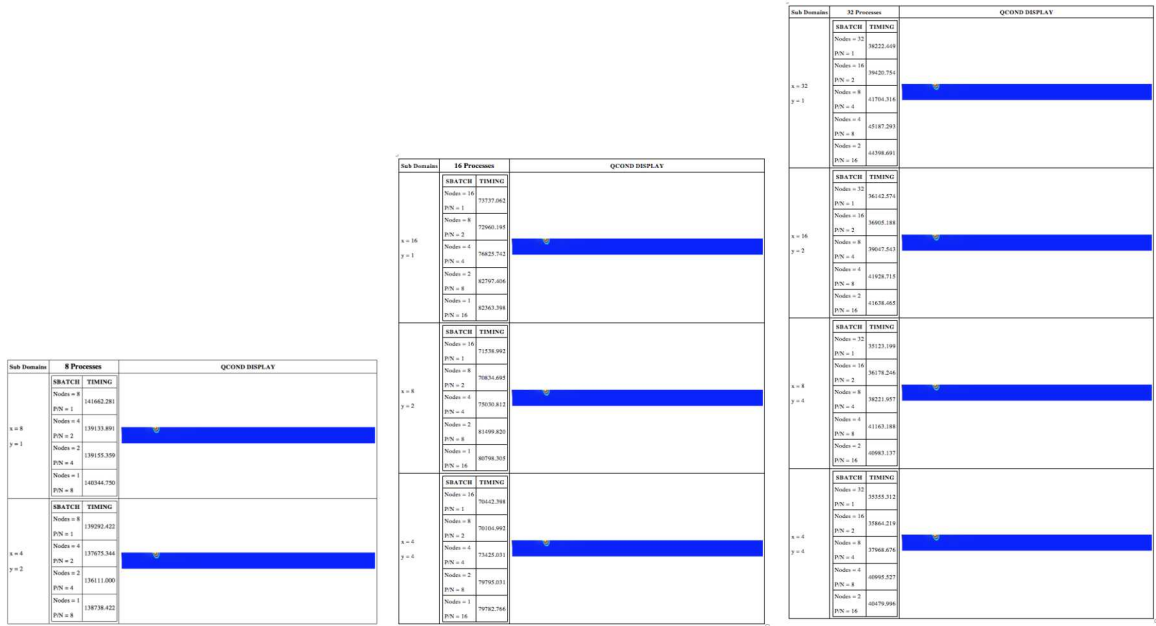 Sub Domains 8 Processes QCOND DISPLAY
SBATCH TIMING
x = 8
y = 1
Nodes = 8
P/N = 1
141662.281
Nodes = 4
P/N = 2
139133.891
Nodes = 2
P/N = 4
139155.359
Nodes = 1
P/N = 8
140344.750
SBATCH TIMING
x = 4
y = 2
Nodes = 8
P/N = 1
139292.422
Nodes = 4
P/N = 2
137675.344
Nodes = 2
P/N = 4
136111.000
Nodes = 1
P/N = 8
138738.422
Sub Domains 16 Processes QCOND DISPLAY
SBATCH TIMING
x = 16
y = 1
Nodes = 16
P/N = 1
73737.062
Nodes = 8
P/N = 2
72960.195
Nodes = 4
P/N = 4
76825.742
Nodes = 2
P/N = 8
82797.406
Nodes = 1
P/N = 16
82363.398
SBATCH TIMING
x = 8
y = 2
Nodes = 16
P/N = 1
71538.992
Nodes = 8
P/N = 2
70834.695
Nodes = 4
P/N = 4
75030.812
Nodes = 2
P/N = 8
81499.820
Nodes = 1
P/N = 16
80798.305
SBATCH TIMING
x = 4
y = 4
Nodes = 16
P/N = 1
70442.398
Nodes = 8
P/N = 2
70104.992
Nodes = 4
P/N = 4
73425.031
Nodes = 2
P/N = 8
79795.031
Nodes = 1
P/N = 16
79782.766
Sub Domains 32 Processes QCOND DISPLAY
SBATCH TIMING
x = 32
y = 1
Nodes = 32
P/N = 1
38222.449
Nodes = 16
P/N = 2
39420.754
Nodes = 8
P/N = 4
41704.316
Nodes = 4
P/N = 8
45187.293
Nodes = 2
P/N = 16
44398.691
SBATCH TIMING
x = 16
y = 2
Nodes = 32
P/N = 1
36142.574
Nodes = 16
P/N = 2
36905.188
Nodes = 8
P/N = 4
39047.543
Nodes = 4
P/N = 8
41928.715
Nodes = 2
P/N = 16
41638.465
SBATCH TIMING
x = 8
y = 4
Nodes = 32
P/N = 1
35123.199
Nodes = 16
P/N = 2
36178.246
Nodes = 8
P/N = 4
38221.957
Nodes = 4
P/N = 8
41163.188
Nodes = 2
P/N = 16
40983.137
SBATCH TIMING
x = 4
y = 4
Nodes = 32
P/N = 1
35355.312
Nodes = 16
P/N = 2
35864.219
Nodes = 8
P/N = 4
37968.676
Nodes = 4
P/N = 8
40995.527
Nodes = 2
P/N = 16
40479.996